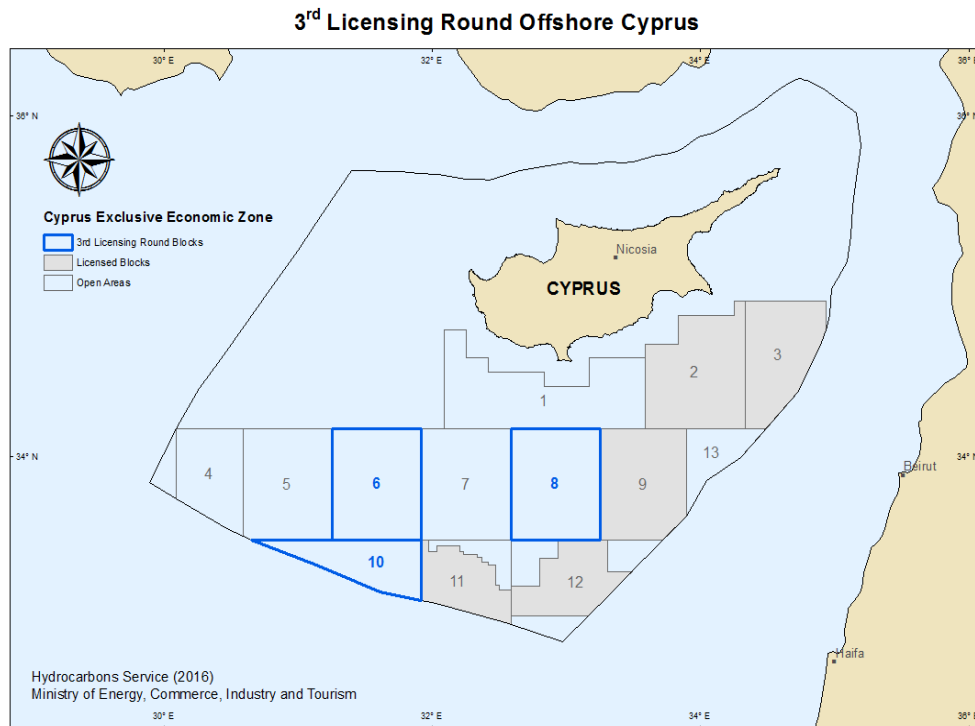 3rd Licensing Round Offshore Cyprus
30° E
32° E
34° E
36° E
36° N
36° N
Cyprus Exclusive Economic Zone
3rd Licensing Round Blocks
Licensed Blocks
Open Areas
Nicosia
CYPRUS
1
2
3
34° N
34° N
4
5
6
7
8
9
13
Beirut
10
11
12
Haifa
Hydrocarbons Service (2016)
Ministry of Energy, Commerce, Industry and Tourism
30° E
32° E
34° E